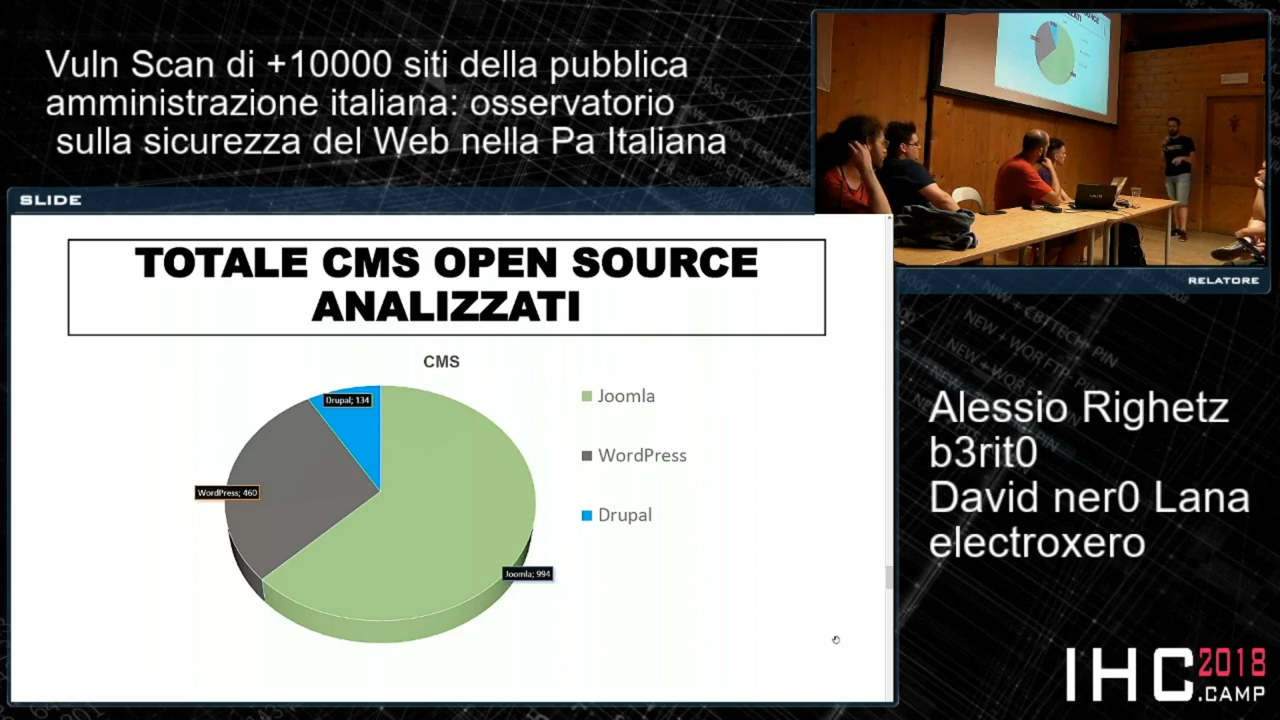 Vuln Scan di +10000 siti della pubblica
amministrazione italiana: osservatorio
sulla sicurezza del Web nella Pa Italiana
SLIDE
TOTALE CMS OPEN SOURCE
ANALIZZATI
CMS
Drupal; 134
WordPress; 460
Joomla; 994
Joomla
WordPress
Drupal
RELATORE
Alessio Righetz
b3rit0
David ner0 Lana
electroxero
IHC 2018
.CAMP